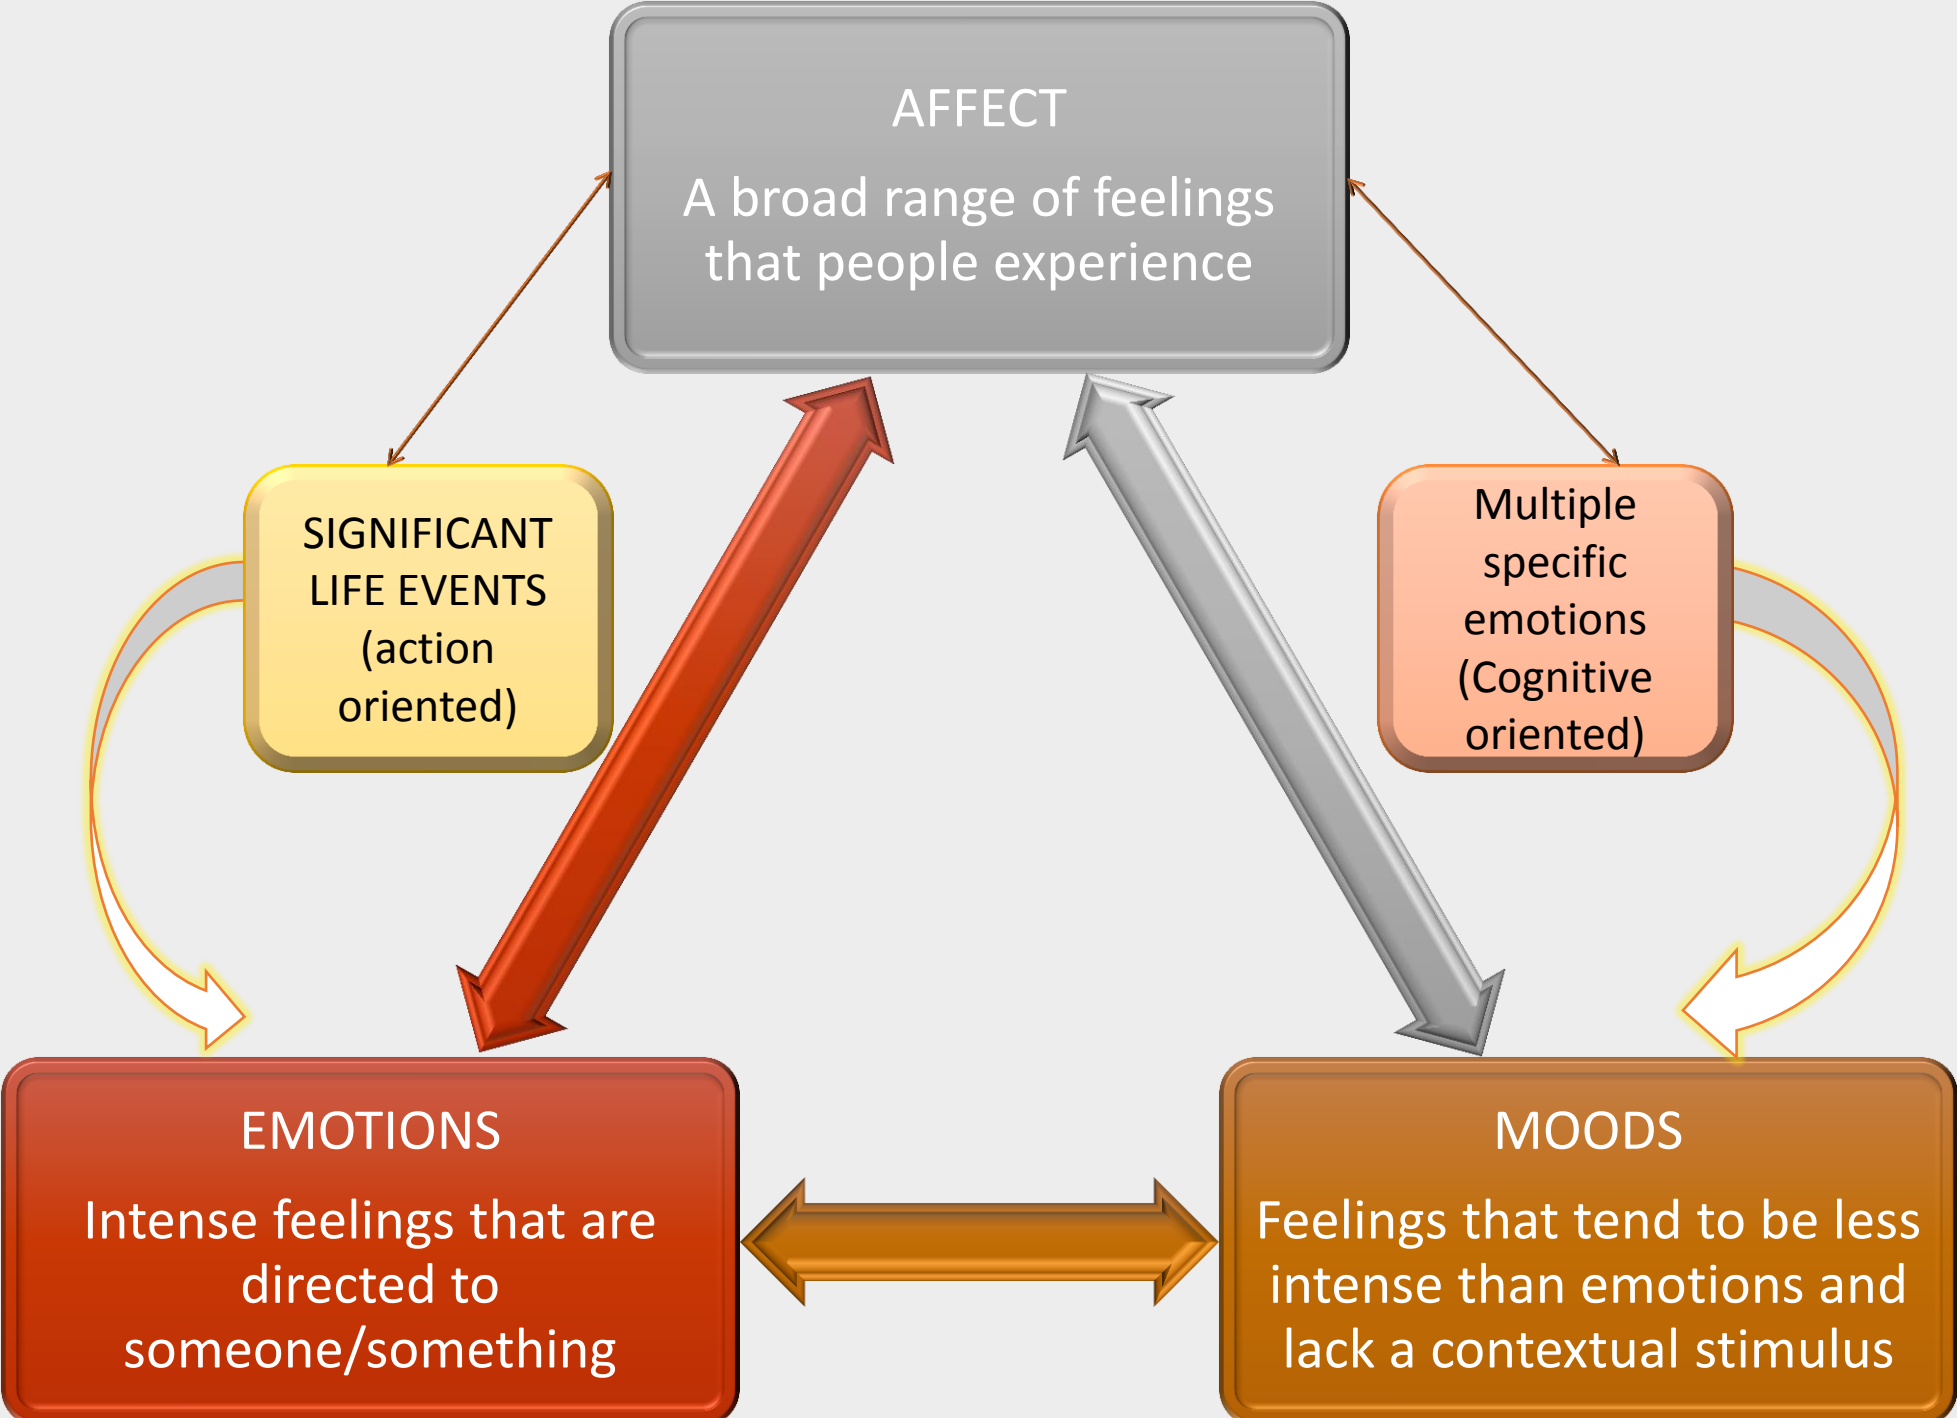 AFFECT
A broad range of feelings
that people experience
SIGNIFICANT
LIFE EVENTS
(action
oriented)
Multiple
specific
emotions
(Cognitive
oriented)
EMOTIONS
Intense feelings that are
directed to
someone/something
MOODS
Feelings that tend to be less
intense than emotions and
lack a contextual stimulus